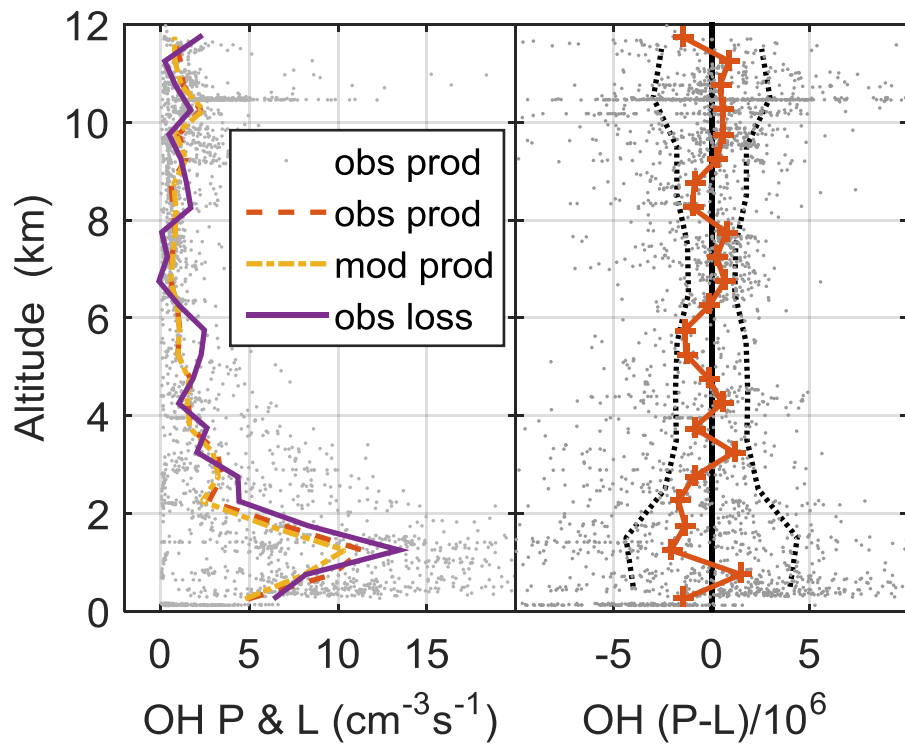 12
10
8
6
4
2
0
Altitude (km)
obs prod
obs prod
mod prod
obs loss
0 5 10 15
-5 0 5
OH P & L (cm⁻³s⁻¹)
OH (P-L)/10⁶